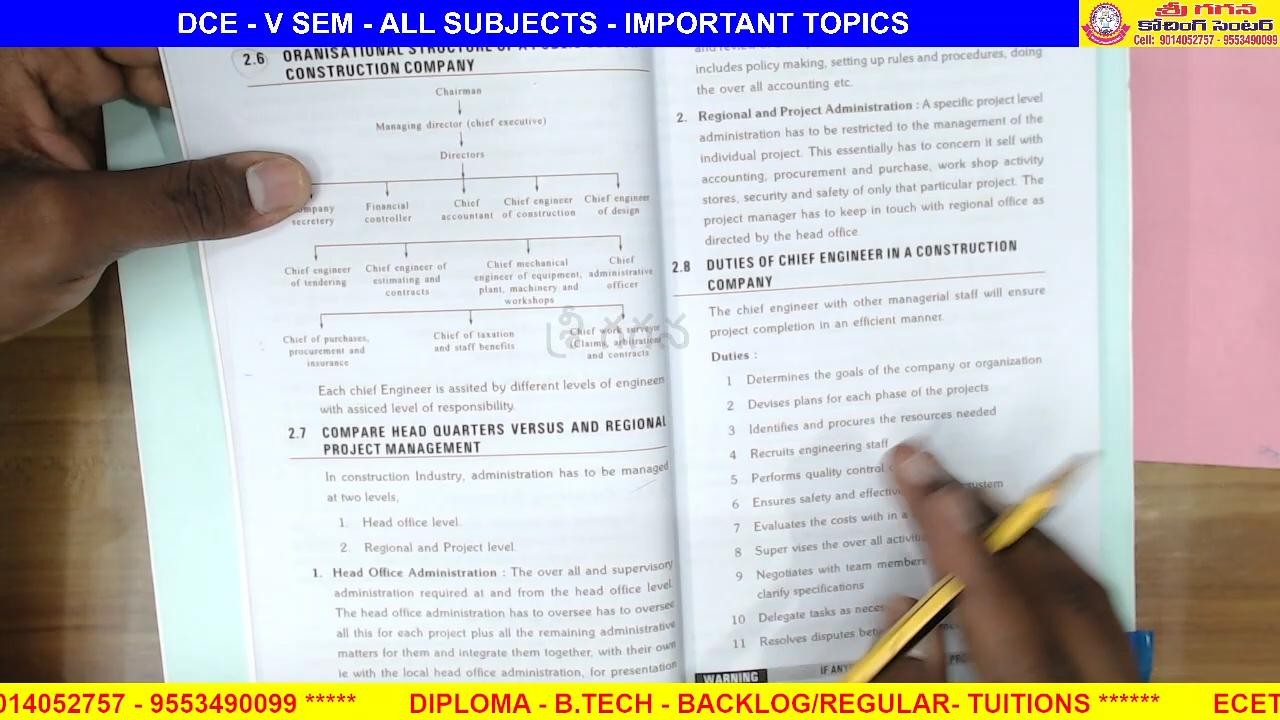 DCE - V SEM - ALL SUBJECTS - IMPORTANT TOPICS
శ్రీ గగన
కోచింగ్ సెంటర్
Cell: 9014052757 - 9553490099
2.6 ORANISATIONAL STRUCTURE OF A
CONSTRUCTION COMPANY
Chairman
Managing director (chief executive)
Directors
secretery
Financial
controller
Chief
accountant
Chief engineer
of construction
Chief engineer
of design
Chief engineer
of tendering
Chief engineer of
estimating and
contracts
Chief mechanical
engineer of equipment,
plant, machinery and
workshops
Chief
administrative
officer
Chief of purchases,
procurement and
insurance
Chief of taxation
and staff benefits
Chief work surveyor
(Claims, arbitration
and contracts
శ్రీ గగన
Each chief Engineer is assited by different levels of engineer
with assiced level of responsibility.
2.7 COMPARE HEAD QUARTERS VERSUS AND REGIONAL
PROJECT MANAGEMENT
In construction Industry, administration has to be managed
at two levels,
1. Head office level.
2. Regional and Project level.
1. Head Office Administration : The over all and supervisory
administration required at and from the head office level.
The head office administration has to oversee has to oversee
all this for each project plus all the remaining administrative
matters for them and integrate them together, with their own
ie with the local head office administration, for presentation
includes policy making, setting up rules and procedures, doing
the over all accounting etc.
2. Regional and Project Administration : A specific project level
administration has to be restricted to the management of the
individual project. This essentially has to concern it self with
accounting, procurement and purchase, work shop activity
stores, security and safety of only that particular project. The
project manager has to keep in touch with regional office as
directed by the head office.
2.8 DUTIES OF CHIEF ENGINEER IN A CONSTRUCTION
COMPANY
The chief engineer with other managerial staff will ensure
project completion in an efficient manner.
Duties :
1 Determines the goals of the company or organization
2 Devises plans for each phase of the projects
3 Identifies and procures the resources needed
4 Recruits engineering staff
5 Performs quality control
6 Ensures safety and system
7 Evaluates the costs with in a
8 Super vises the over all
9 Negotiates with team
clarify specifications
10 Delegate tasks as
11 Resolves disputes
WARNING IF
014052757 - 9553490099 ***** DIPLOMA - B.TECH - BACKLOG/REGULAR- TUITIONS ****** ECET